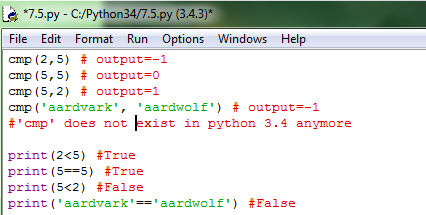 *7.5.py - C:/Python34/7.5.py (3.4.3)*
File Edit Format Run Options Windows Help
cmp(2,5) # output=-1
cmp(5,5) # output=0
cmp(5,2) # output=1
cmp('aardvark', 'aardwolf') # output=-1
#'cmp' does not exist in python 3.4 anymore
print(2<5) #True
print(5==5) #True
print(5<2) #False
print('aardvark'=='aardwolf') #False